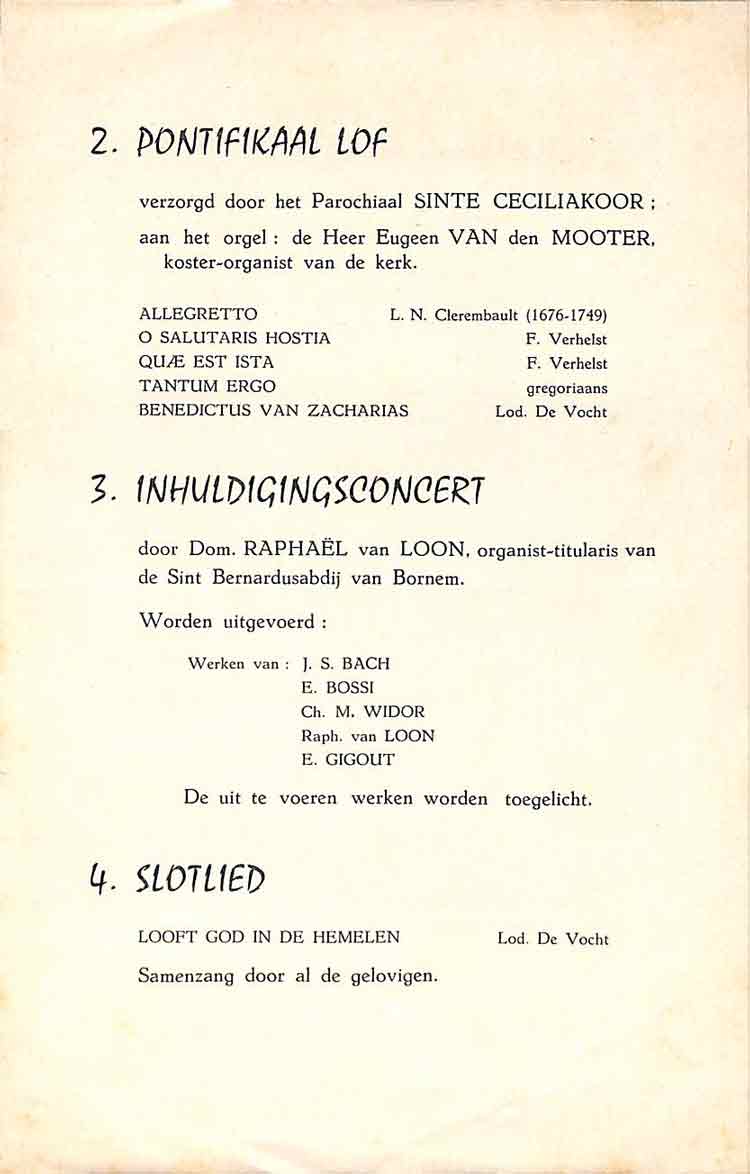 2. PONTIFIKAAL LOF
verzorgd door het Parochiaal SINTE CECILIAKOOR ;
aan het orgel : de Heer Eugeen VAN den MOOTER,
koster-organist van de kerk.
ALLEGRETTO L. N. Clerembault (1676-1749)
O SALUTARIS HOSTIA F. Verhelst
QUÆ EST ISTA F. Verhelst
TANTUM ERGO gregoriaans
BENEDICTUS VAN ZACHARIAS Lod. De Vocht
3. INHULDIGINGSCONCERT
door Dom. RAPHAËL van LOON, organist-titularis van
de Sint Bernardusabdij van Bornem.
Worden uitgevoerd :
Werken van : J. S. BACH
E. BOSSI
Ch. M. WIDOR
Raph. van LOON
E. GIGOUT
De uit te voeren werken worden toegelicht.
4. SLOTLIED
LOOFT GOD IN DE HEMELEN Lod. De Vocht
Samenzang door al de gelovigen.